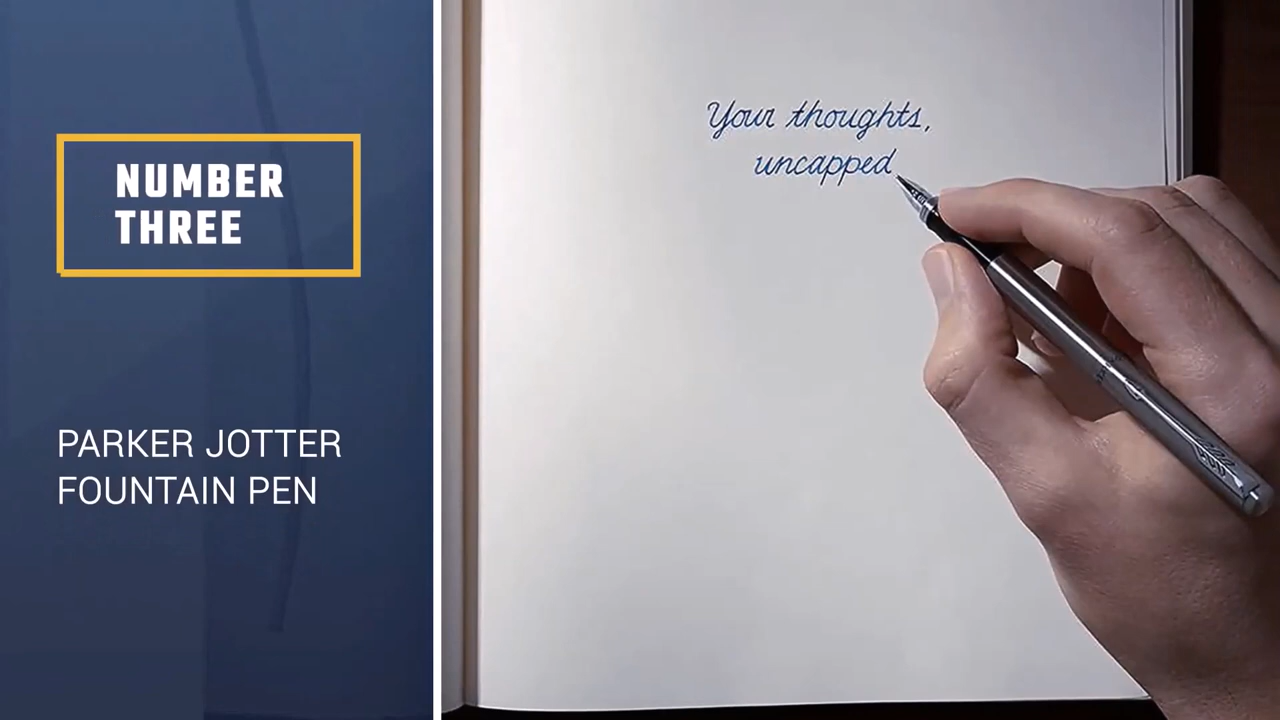 NUMBER
THREE
PARKER JOTTER
FOUNTAIN PEN
Your thoughts,
uncapped